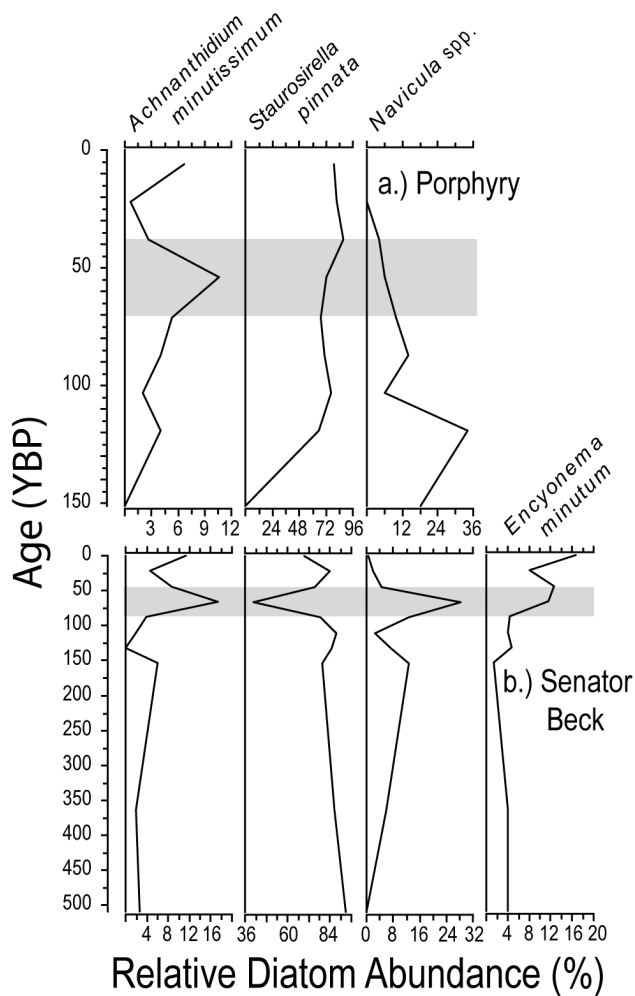 Achnanthidium
minutissimum
Staurosirella
pinnata
Navicula spp.
a.) Porphyry
0
50
100
150
3 6 9 12
24 48 72 96
12 24 36
Age (YBP)
Encyonema
minutum
b.) Senator
Beck
0
50
100
150
200
250
300
350
400
450
500
4 8 12 16
36 60 84
0 8 16 24 32
4 8 12 16 20
Relative Diatom Abundance (%)